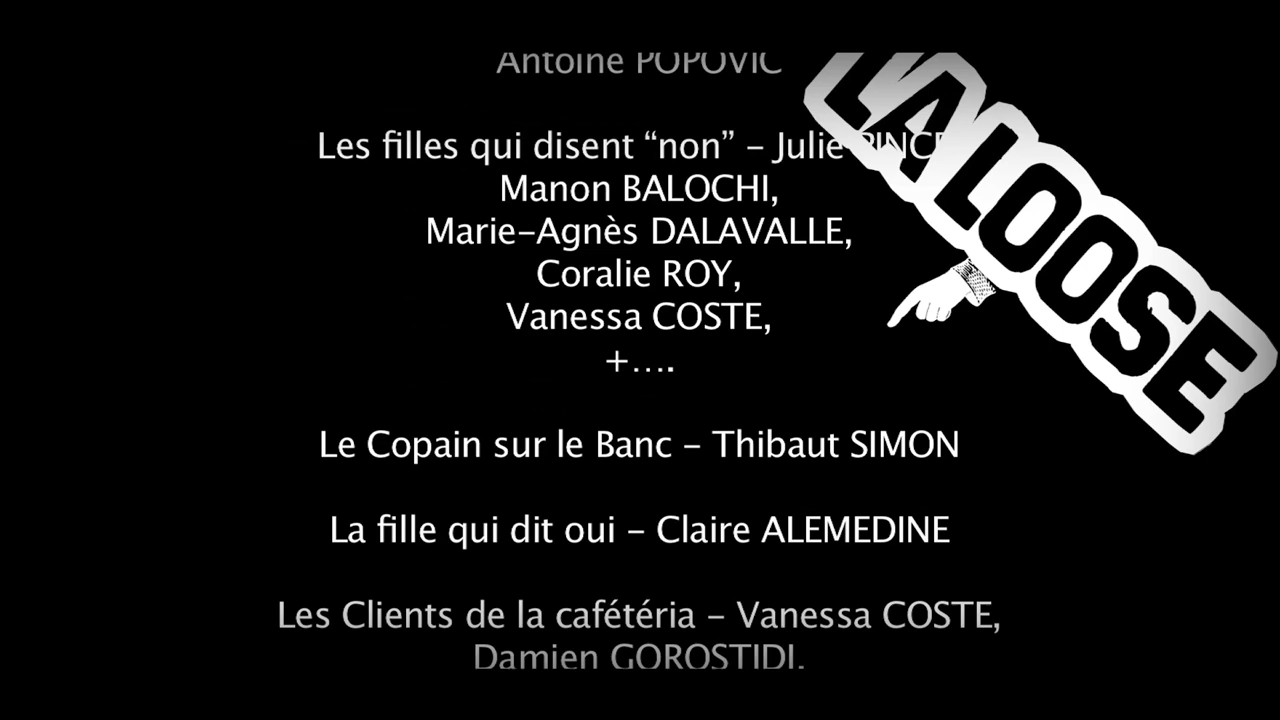 Antoine POPOVIC
Les filles qui disent “non” – Julie
Manon BALOCHI,
Marie–Agnès DALAVALLE,
Coralie ROY,
Vanessa COSTE,
+....
Le Copain sur le Banc – Thibaut SIMON
La fille qui dit oui – Claire ALEMEDINE
Les Clients de la cafétéria – Vanessa COSTE,
Damien GOROSTIDI,
LA LOOSE